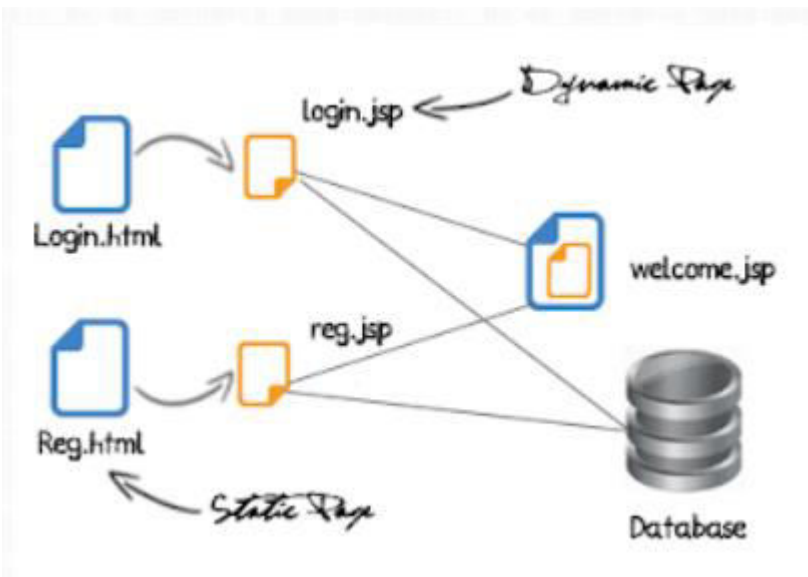 Dynamic Page
login.jsp
Login.html
welcome.jsp
reg.jsp
Reg.html
Static Page
Database